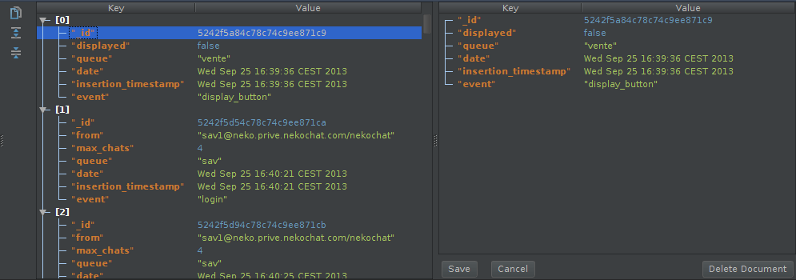 Key Value
[0]
"_id" 5242f5a84c78c74c9ee871c9
"displayed" false
"queue" "vente"
"date" Wed Sep 25 16:39:36 CEST 2013
"insertion_timestamp" Wed Sep 25 16:39:36 CEST 2013
"event" "display_button"
[1]
"_id" 5242f5d54c78c74c9ee871ca
"from" "sav1@neko.prive.nekochat.com/nekochat"
"max_chats" 4
"queue" "sav"
"date" Wed Sep 25 16:40:21 CEST 2013
"insertion_timestamp" Wed Sep 25 16:40:21 CEST 2013
"event" "login"
[2]
"_id" 5242f5d94c78c74c9ee871cb
"from" "sav1@neko.prive.nekochat.com/nekochat"
"max_chats" 4
"queue" "sav"
"date" Wed Sep 25 16:40:25 CEST 2013
Key Value
"_id" 5242f5a84c78c74c9ee871c9
"displayed" false
"queue" "vente"
"date" Wed Sep 25 16:39:36 CEST 2013
"insertion_timestamp" Wed Sep 25 16:39:36 CEST 2013
"event" "display_button"
Save Cancel Delete Document